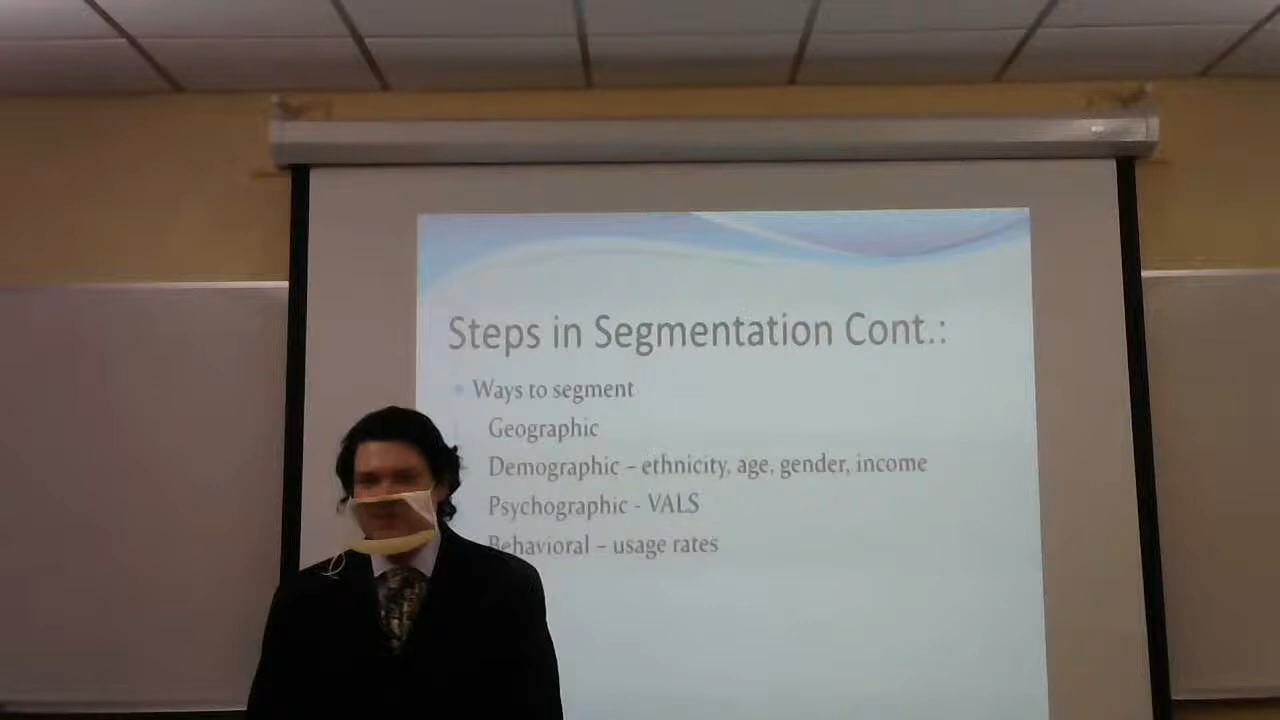 Steps in Segmentation Cont.:
Ways to segment
Geographic
Demographic – ethnicity, age, gender, income
Psychographic - VALS
Behavioral – usage rates